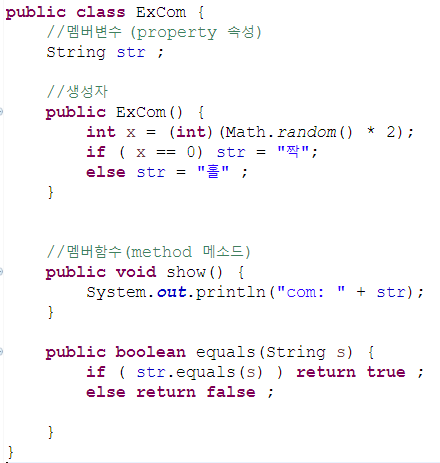 public class ExCom {
//멤버변수 (property 속성)
String str ;
//생성자
public ExCom() {
int x = (int)(Math.random() * 2);
if ( x == 0) str = "짝";
else str = "홀" ;
}
//멤버함수(method 메소드)
public void show() {
System.out.println("com: " + str);
}
public boolean equals(String s) {
if ( str.equals(s) ) return true ;
else return false ;
}
}